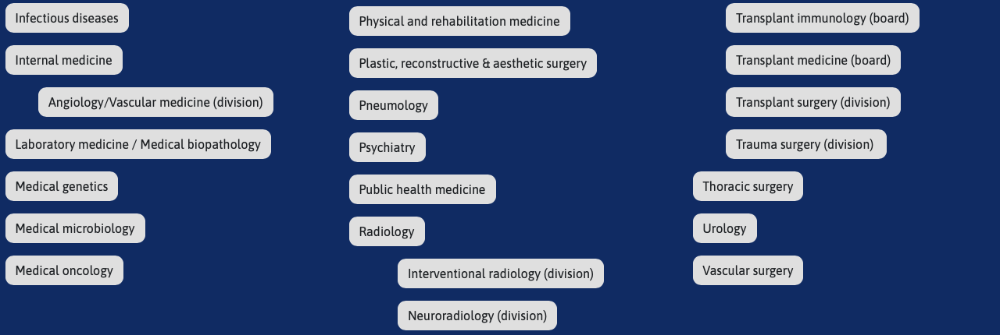 Infectious diseases
Internal medicine
Angiology/Vascular medicine (division)
Laboratory medicine / Medical biopathology
Medical genetics
Medical microbiology
Medical oncology
Physical and rehabilitation medicine
Plastic, reconstructive & aesthetic surgery
Pneumology
Psychiatry
Public health medicine
Radiology
Interventional radiology (division)
Neuroradiology (division)
Transplant immunology (board)
Transplant medicine (board)
Transplant surgery (division)
Trauma surgery (division)
Thoracic surgery
Urology
Vascular surgery